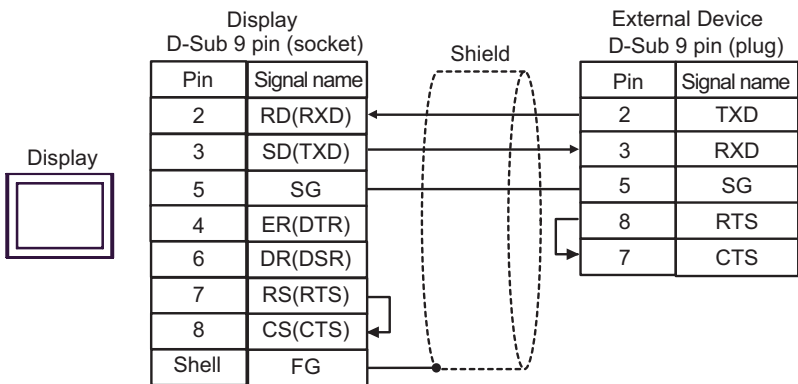 Display
D-Sub 9 pin (socket)
Shield
External Device
D-Sub 9 pin (plug)
Pin Signal name
2 RD(RXD)
3 SD(TXD)
5 SG
4 ER(DTR)
6 DR(DSR)
7 RS(RTS)
8 CS(CTS)
Shell FG
Pin Signal name
2 TXD
3 RXD
5 SG
8 RTS
7 CTS
Display